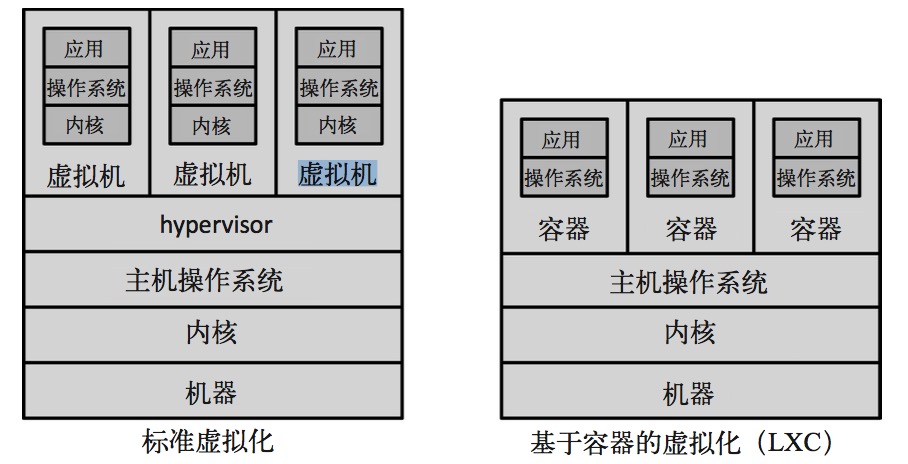 应用
操作系统
内核
虚拟机
应用
操作系统
内核
虚拟机
应用
操作系统
内核
虚拟机
hypervisor
主机操作系统
内核
机器
标准虚拟化
应用
操作系统
容器
应用
操作系统
容器
应用
操作系统
容器
主机操作系统
内核
机器
基于容器的虚拟化（LXC）